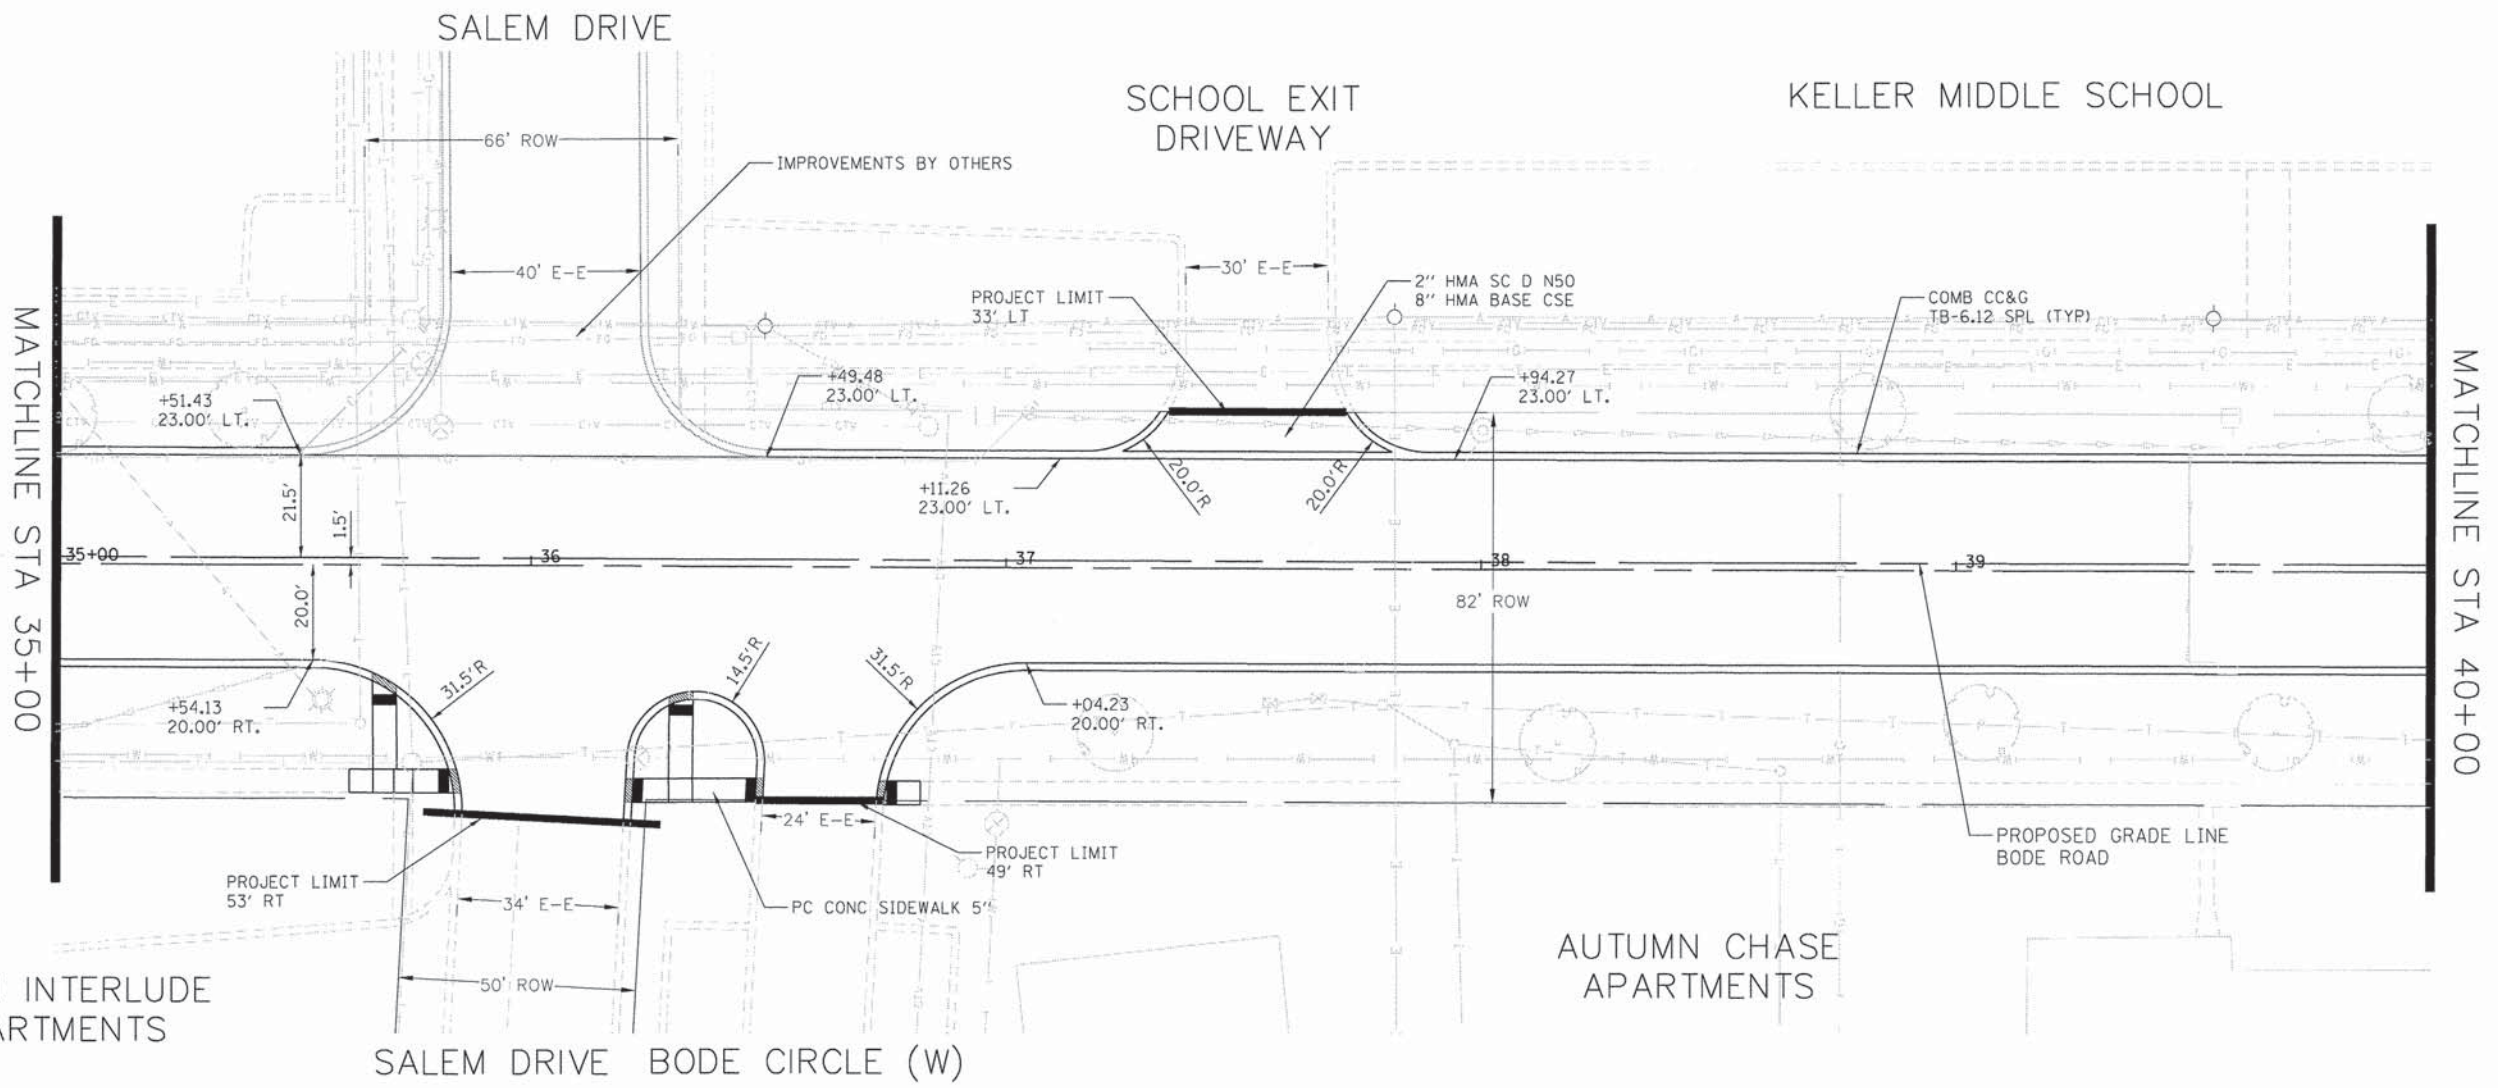 SALEM DRIVE
SCHOOL EXIT
DRIVEWAY
KELLER MIDDLE SCHOOL
66' ROW
IMPROVEMENTS BY OTHERS
40' E-E
30' E-E
PROJECT LIMIT
33' LT
2" HMA SC D N50
8" HMA BASE CSE
COMB CC&G
TB-6.12 SPL (TYP)
MATCHLINE STA 35+00
MATCHLINE STA 40+00
+51.43
23.00' LT.
+49.48
23.00' LT.
+94.27
23.00' LT.
+11.26
23.00' LT.
20.0'R
20.0'R
21.5'
1.5'
35+00
36
37
38
39
20.0'
82' ROW
+54.13
20.00' RT.
31.5'R
14.5'R
31.5'R
+04.23
20.00' RT.
24' E-E
PROJECT LIMIT
49' RT
PROPOSED GRADE LINE
BODE ROAD
PROJECT LIMIT
53' RT
34' E-E
PC CONC SIDEWALK 5"
50' ROW
INTERLUDE
ARTMENTS
AUTUMN CHASE
APARTMENTS
SALEM DRIVE
BODE CIRCLE (W)